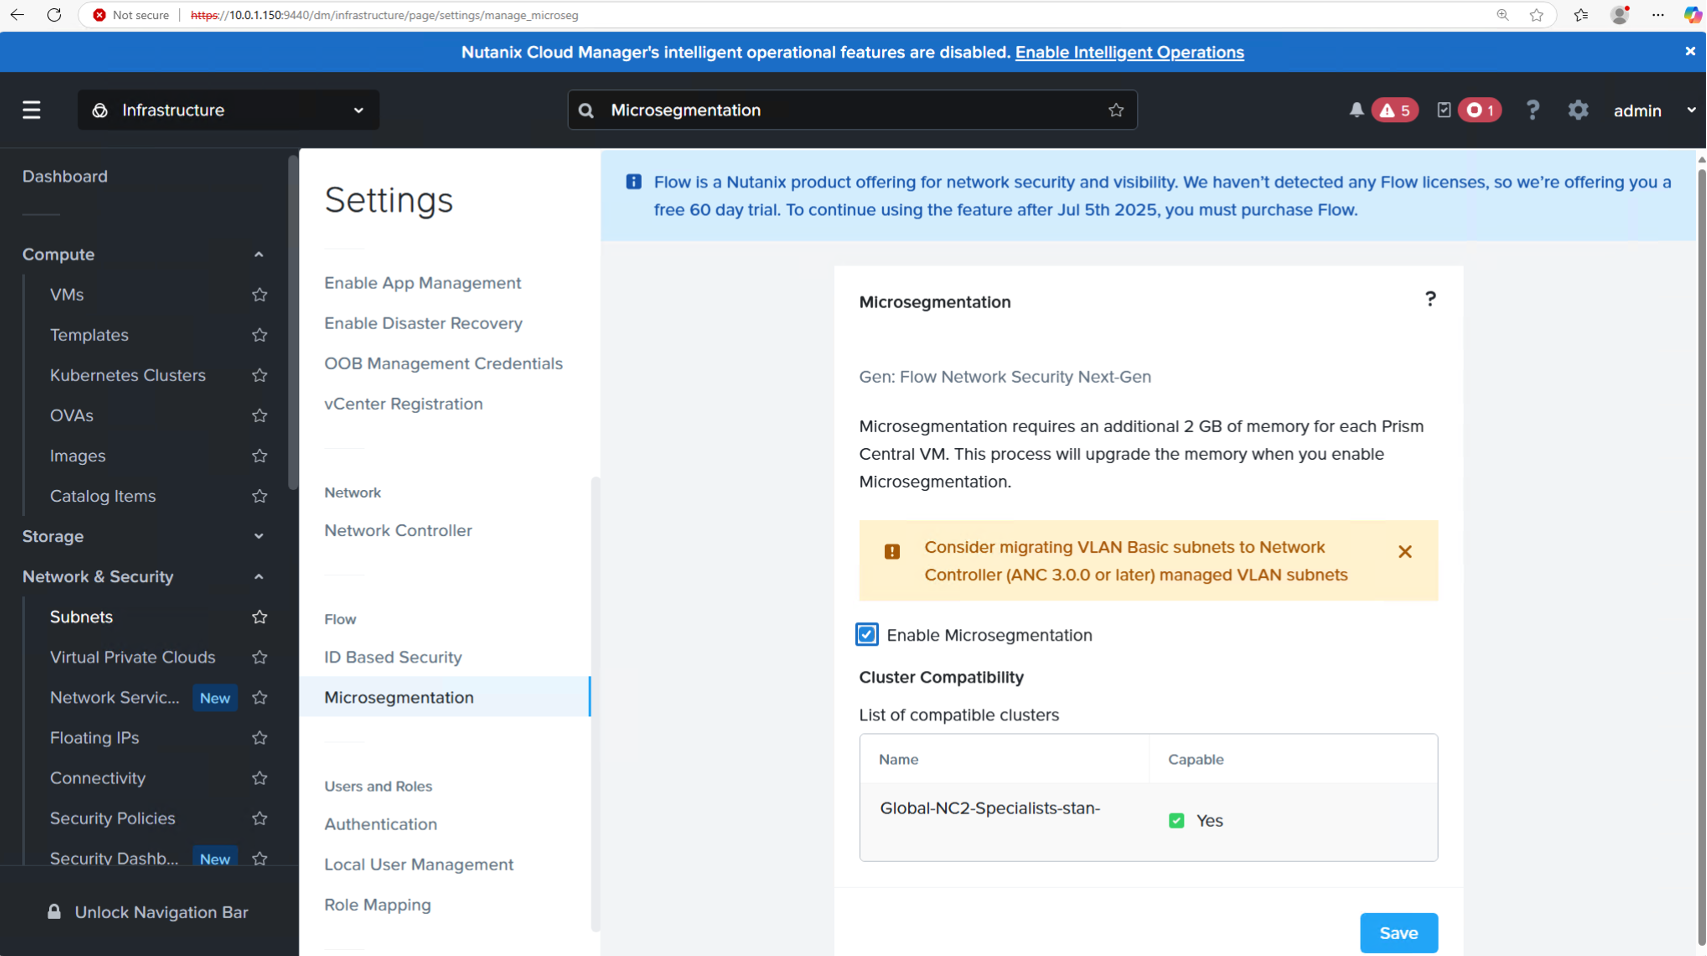 Not secure
https://10.0.1.150:9440/dm/infrastructure/page/settings/manage_microseg
Nutanix Cloud Manager's intelligent operational features are disabled. Enable Intelligent Operations
Infrastructure
Microsegmentation
5
1
?
admin
Dashboard
Compute
VMs
Templates
Kubernetes Clusters
OVAs
Images
Catalog Items
Storage
Network & Security
Subnets
Virtual Private Clouds
Network Servic... New
Floating IPs
Connectivity
Security Policies
Security Dashb... New
Unlock Navigation Bar
Settings
Enable App Management
Enable Disaster Recovery
OOB Management Credentials
vCenter Registration
Network
Network Controller
Flow
ID Based Security
Microsegmentation
Users and Roles
Authentication
Local User Management
Role Mapping
Flow is a Nutanix product offering for network security and visibility. We haven't detected any Flow licenses, so we're offering you a
free 60 day trial. To continue using the feature after Jul 5th 2025, you must purchase Flow.
Microsegmentation
?
Gen: Flow Network Security Next-Gen
Microsegmentation requires an additional 2 GB of memory for each Prism
Central VM. This process will upgrade the memory when you enable
Microsegmentation.
Consider migrating VLAN Basic subnets to Network
Controller (ANC 3.0.0 or later) managed VLAN subnets
Enable Microsegmentation
Cluster Compatibility
List of compatible clusters
Name
Capable
Global-NC2-Specialists-stan-
Yes
Save